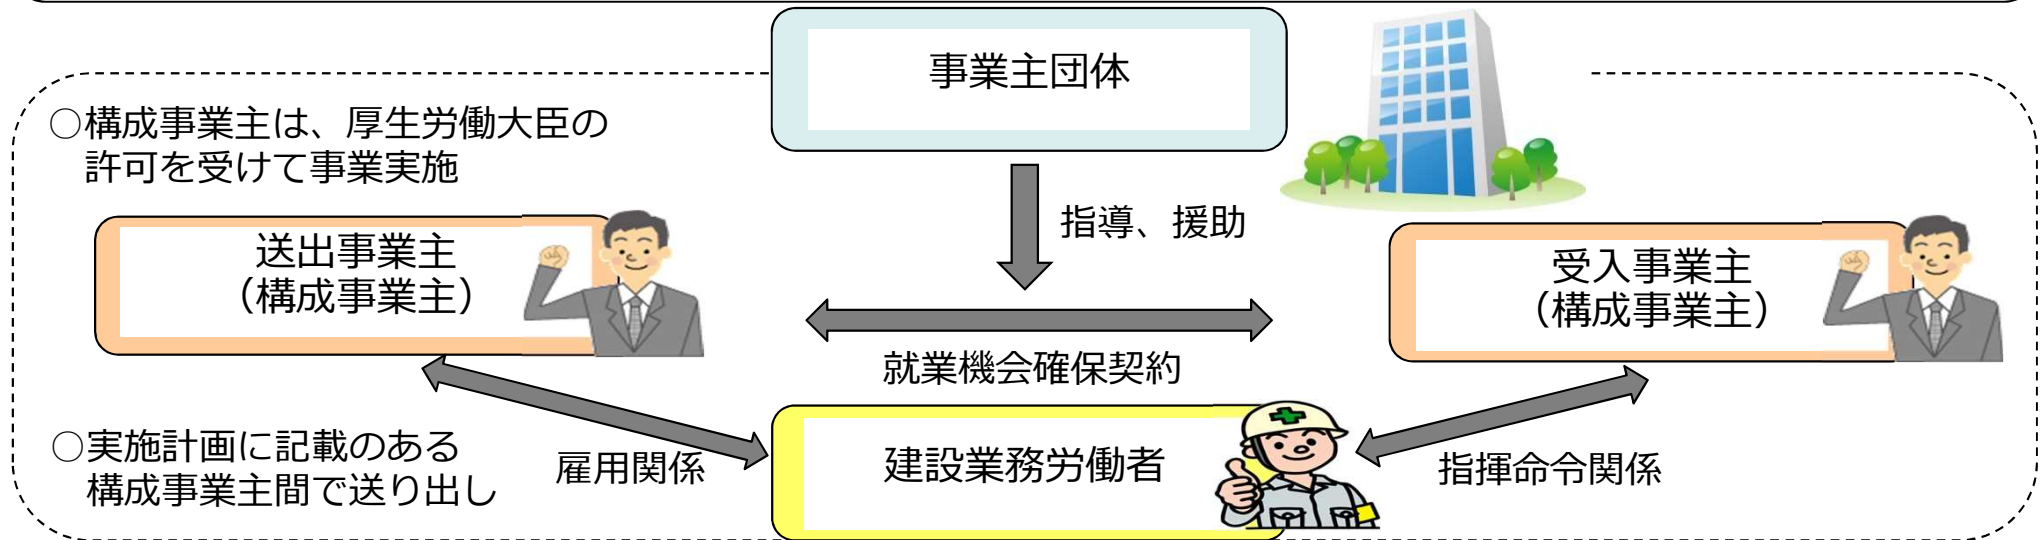 事業主団体
○構成事業主は、厚生労働大臣の
許可を受けて事業実施
指導、援助
送出事業主
（構成事業主）
受入事業主
（構成事業主）
就業機会確保契約
○実施計画に記載のある
構成事業主間で送り出し
雇用関係
建設業務労働者
指揮命令関係